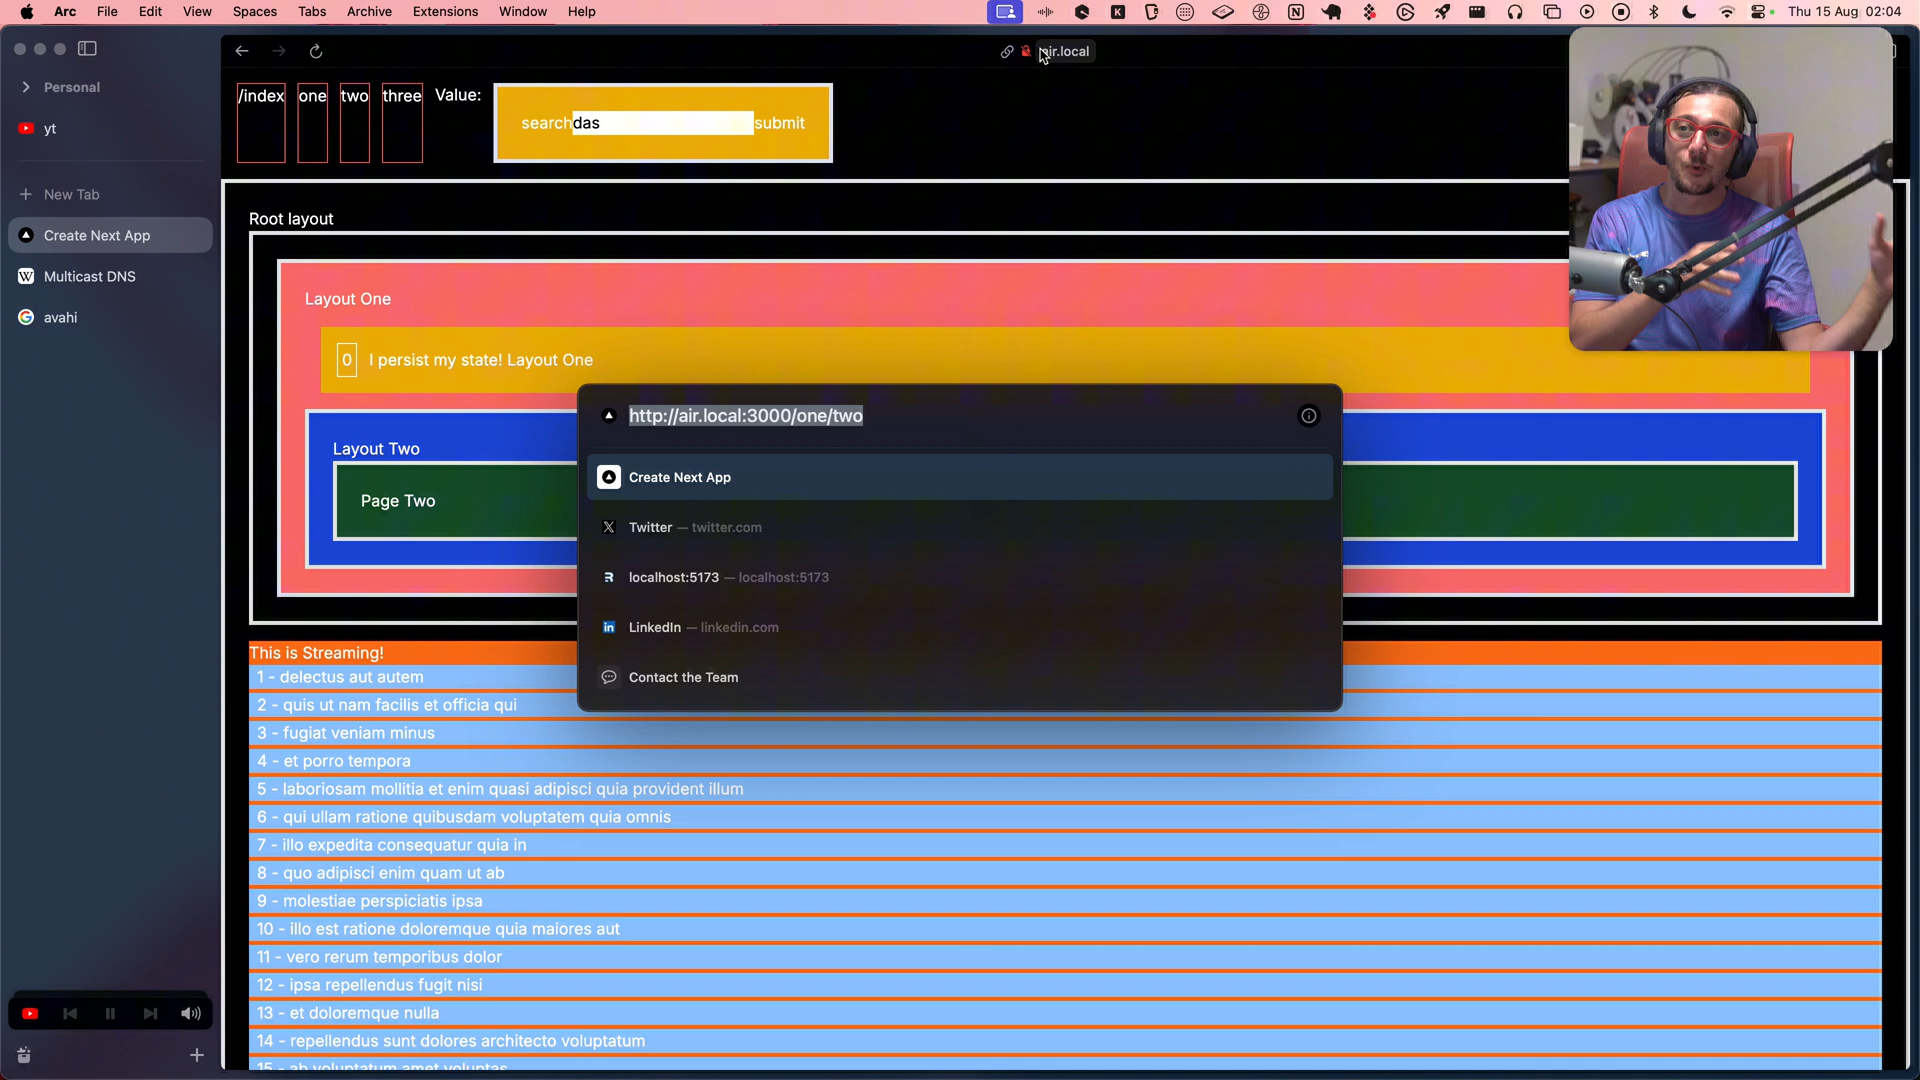 Arc File Edit View Spaces Tabs Archive Extensions Window Help
Thu 15 Aug 02:04
Personal
yt
New Tab
Create Next App
Multicast DNS
avahi
air.local
/index one two three Value:
searchdas submit
Root layout
Layout One
0 I persist my state! Layout One
Layout Two
Page Two
http://air.local:3000/one/two
Create Next App
Twitter — twitter.com
localhost:5173 — localhost:5173
LinkedIn — linkedin.com
Contact the Team
This is Streaming!
1 - delectus aut autem
2 - quis ut nam facilis et officia qui
3 - fugiat veniam minus
4 - et porro tempora
5 - laboriosam mollitia et enim quasi adipisci quia provident illum
6 - qui ullam ratione quibusdam voluptatem quia omnis
7 - illo expedita consequatur quia in
8 - quo adipisci enim quam ut ab
9 - molestiae perspiciatis ipsa
10 - illo est ratione doloremque quia maiores aut
11 - vero rerum temporibus dolor
12 - ipsa repellendus fugit nisi
13 - et doloremque nulla
14 - repellendus sunt dolores architecto voluptatum
15 - ab voluptatum amet voluptas